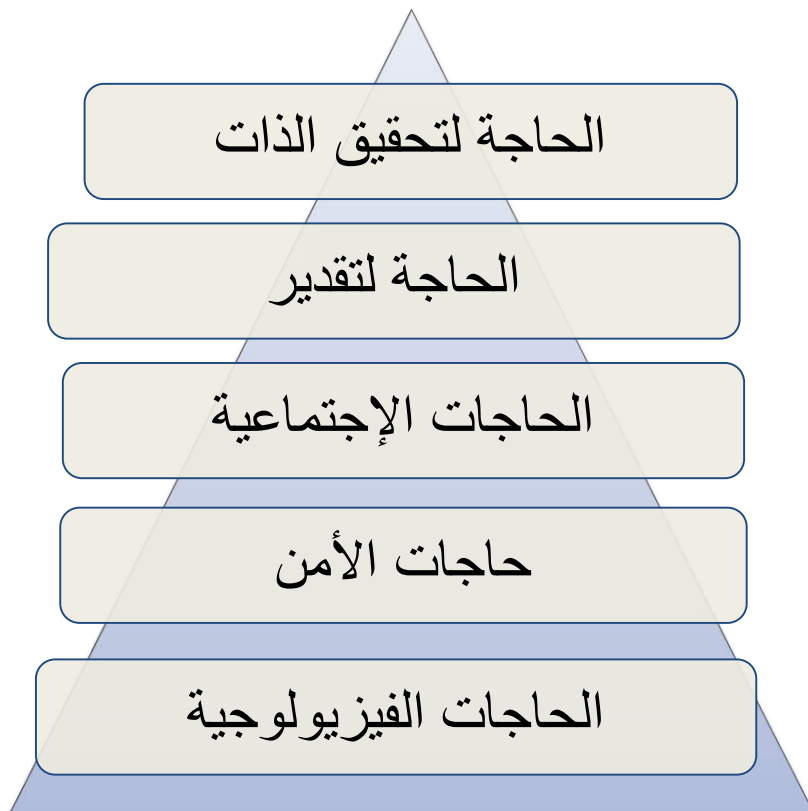 الحاجة لتحقيق الذات
الحاجة لتقدير
الحاجات الإجتماعية
حاجات الأمن
الحاجات الفيزيولوجية